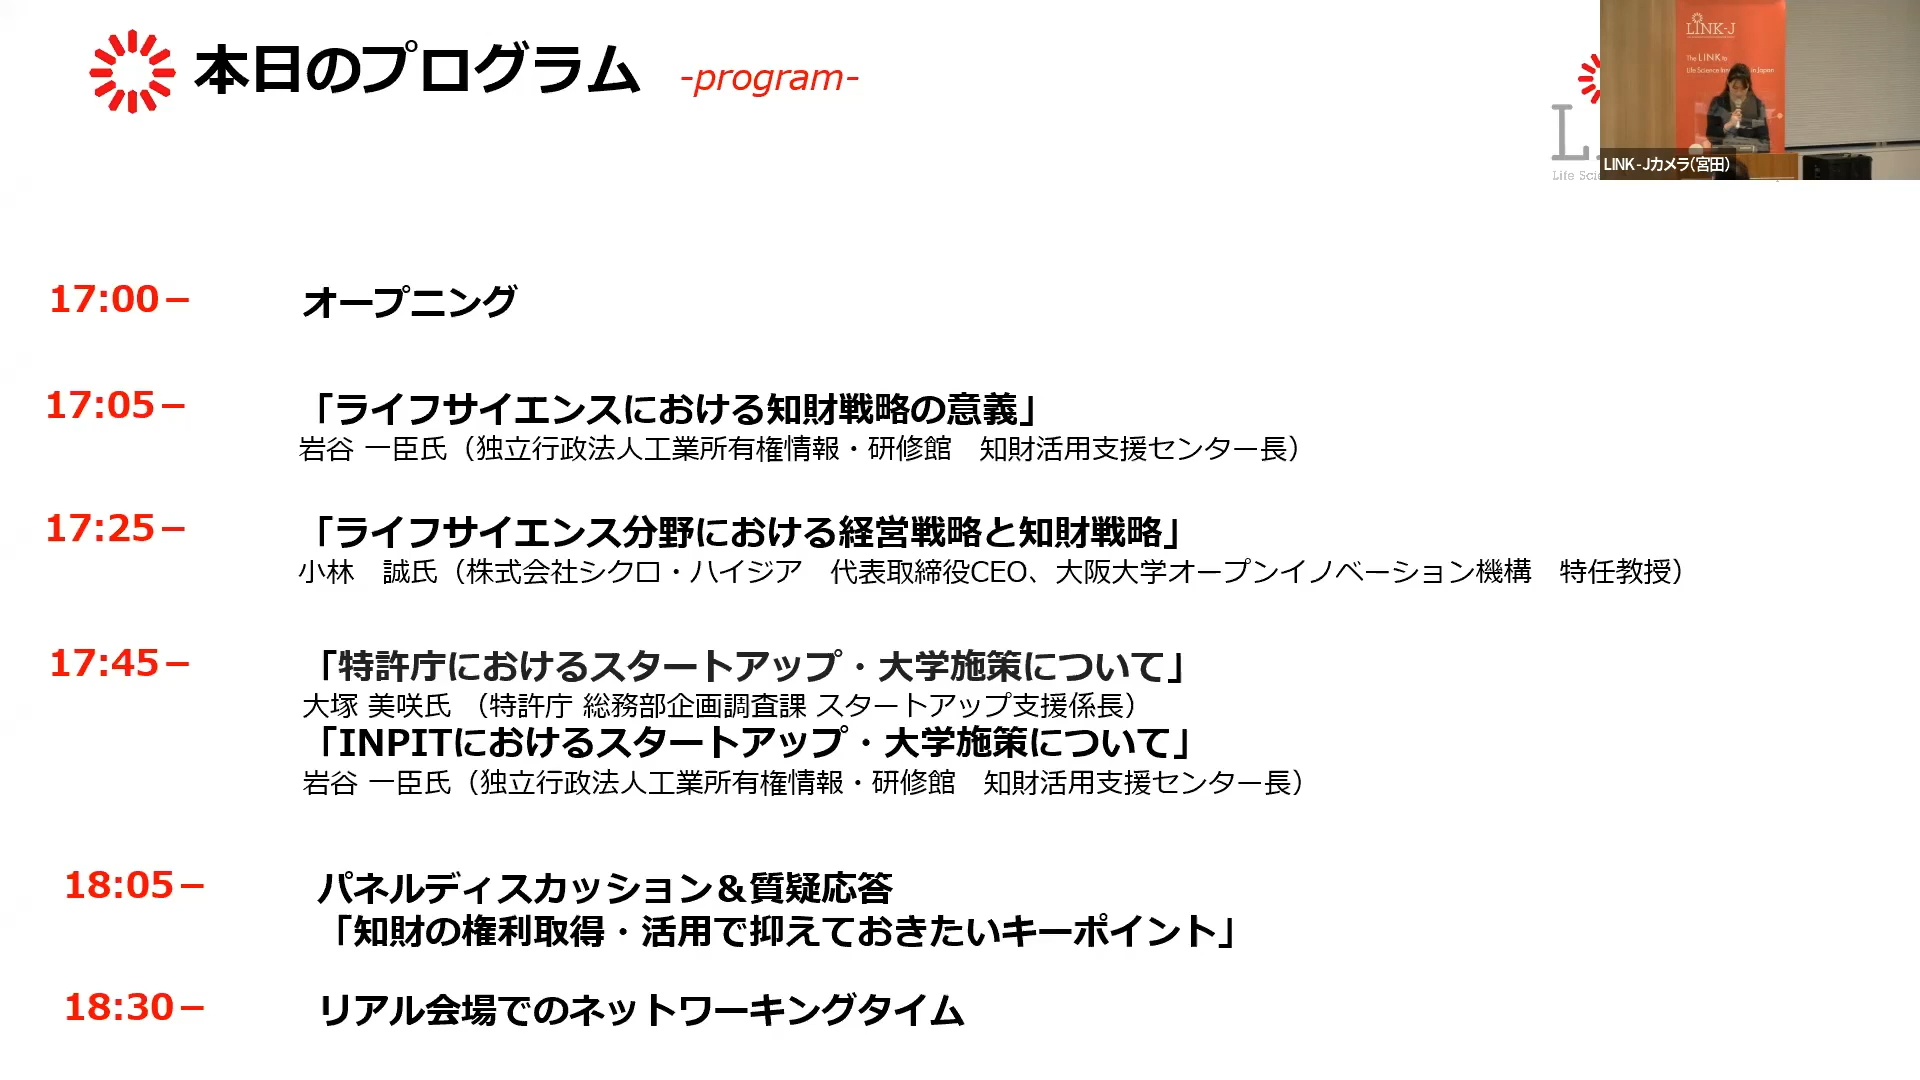 本日のプログラム -program-
LINK-J
The LINK to
Life Science Inn in Japan
L
Life Scie
LINK-Jカメラ(宮田)
17:00－ オープニング
17:05－ 「ライフサイエンスにおける知財戦略の意義」
岩谷 一臣氏（独立行政法人工業所有権情報・研修館　知財活用支援センター長）
17:25－ 「ライフサイエンス分野における経営戦略と知財戦略」
小林　誠氏（株式会社シクロ・ハイジア　代表取締役CEO、大阪大学オープンイノベーション機構　特任教授）
17:45－ 「特許庁におけるスタートアップ・大学施策について」
大塚 美咲氏 （特許庁 総務部企画調査課 スタートアップ支援係長）
「INPITにおけるスタートアップ・大学施策について」
岩谷 一臣氏（独立行政法人工業所有権情報・研修館　知財活用支援センター長）
18:05－ パネルディスカッション＆質疑応答
「知財の権利取得・活用で抑えておきたいキーポイント」
18:30－ リアル会場でのネットワーキングタイム